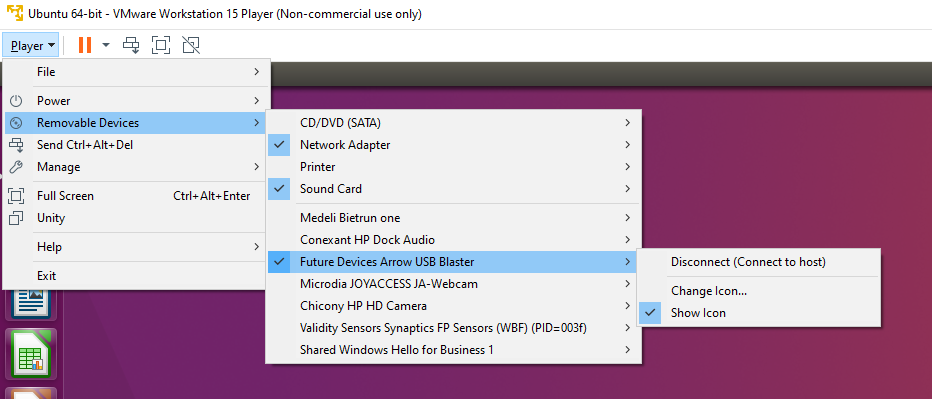 Ubuntu 64-bit - VMware Workstation 15 Player (Non-commercial use only)
Player
File
Power
Removable Devices
Send Ctrl+Alt+Del
Manage
Full Screen Ctrl+Alt+Enter
Unity
Help
Exit
CD/DVD (SATA)
Network Adapter
Printer
Sound Card
Medeli Bietrun one
Conexant HP Dock Audio
Future Devices Arrow USB Blaster
Microdia JOYACCESS JA-Webcam
Chicony HP HD Camera
Validity Sensors Synaptics FP Sensors (WBF) (PID=003f)
Shared Windows Hello for Business 1
Disconnect (Connect to host)
Change Icon...
Show Icon